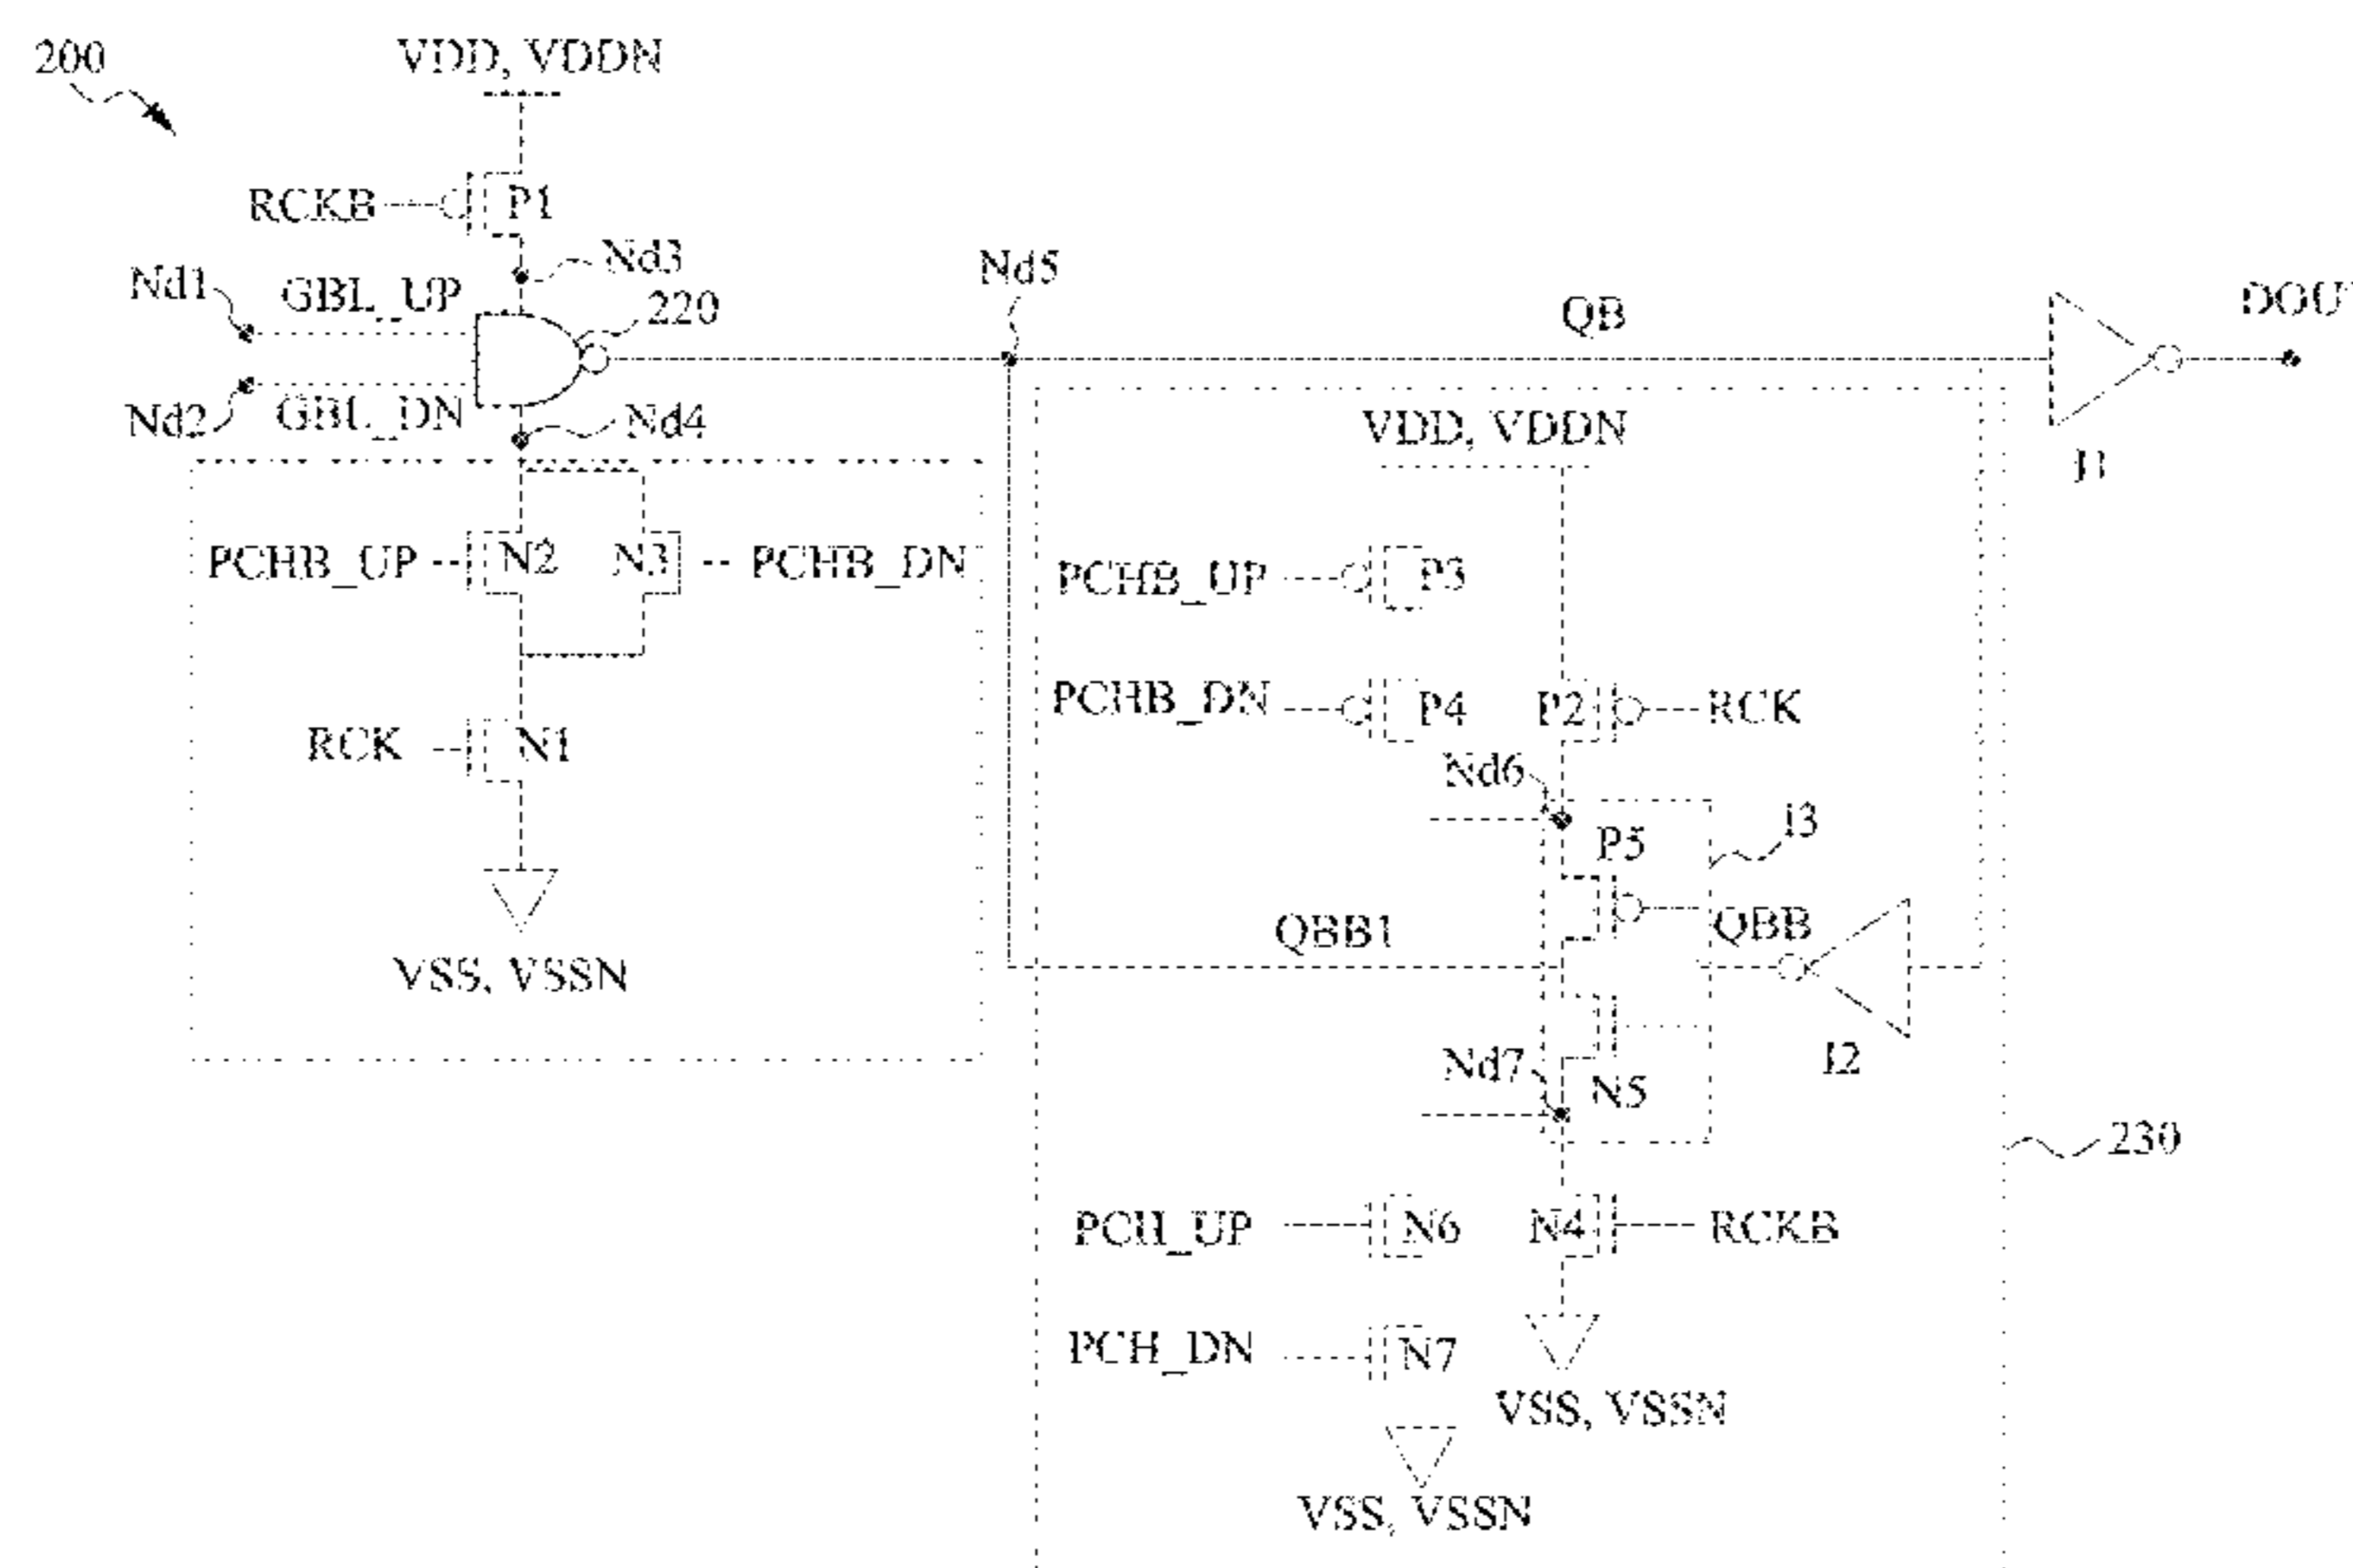 200
VDD, VDDN
RCKB
P1
Nd3
Nd1
GBL_UP
220
Nd5
QB
Nd2
GBL_DN
Nd4
VDD, VDDN
I1
PCHB_UP
N2
N3
PCHB_DN
PCHB_UP
P3
PCHB_DN
P4
P2
RCK
RCK
N1
Nd6
P5
i3
QBB1
QBB
VSS, VSSN
I2
Nd7
N5
230
PCH_UP
N6
N4
RCKB
PCH_DN
N7
VSS, VSSN
VSS, VSSN